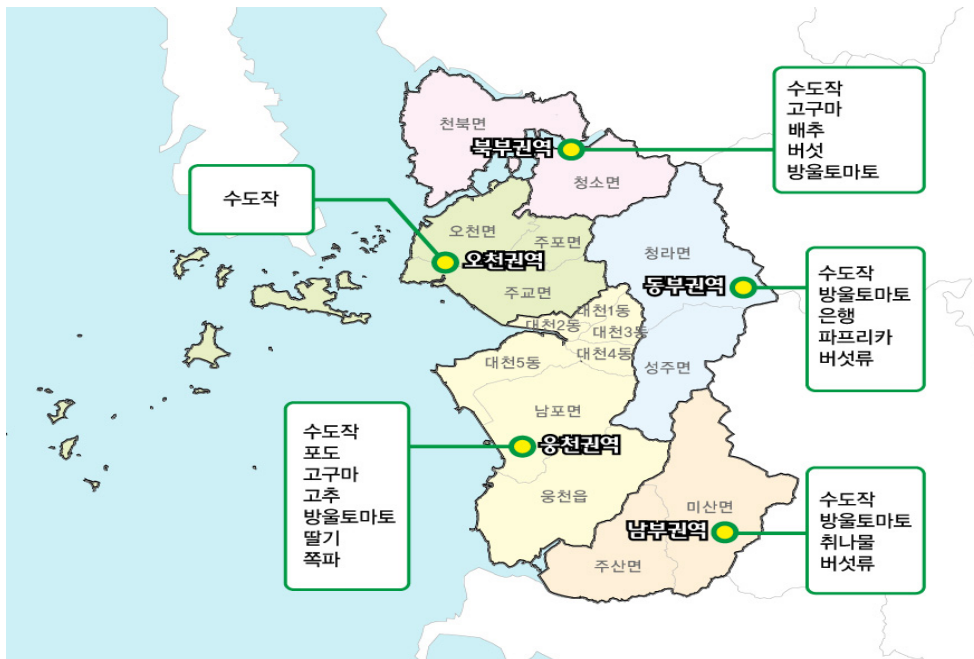 수도작
고구마
배추
버섯
방울토마토
천북면
북부권역
청소면
수도작
오천면
주포면
오천권역
주교면
청라면
동부권역
성주면
수도작
방울토마토
은행
파프리카
버섯류
대천1동
대천2동
대천3동
대천4동
대천5동
남포면
웅천권역
웅천읍
수도작
포도
고구마
고추
방울토마토
딸기
쪽파
미산면
남부권역
주산면
수도작
방울토마토
취나물
버섯류